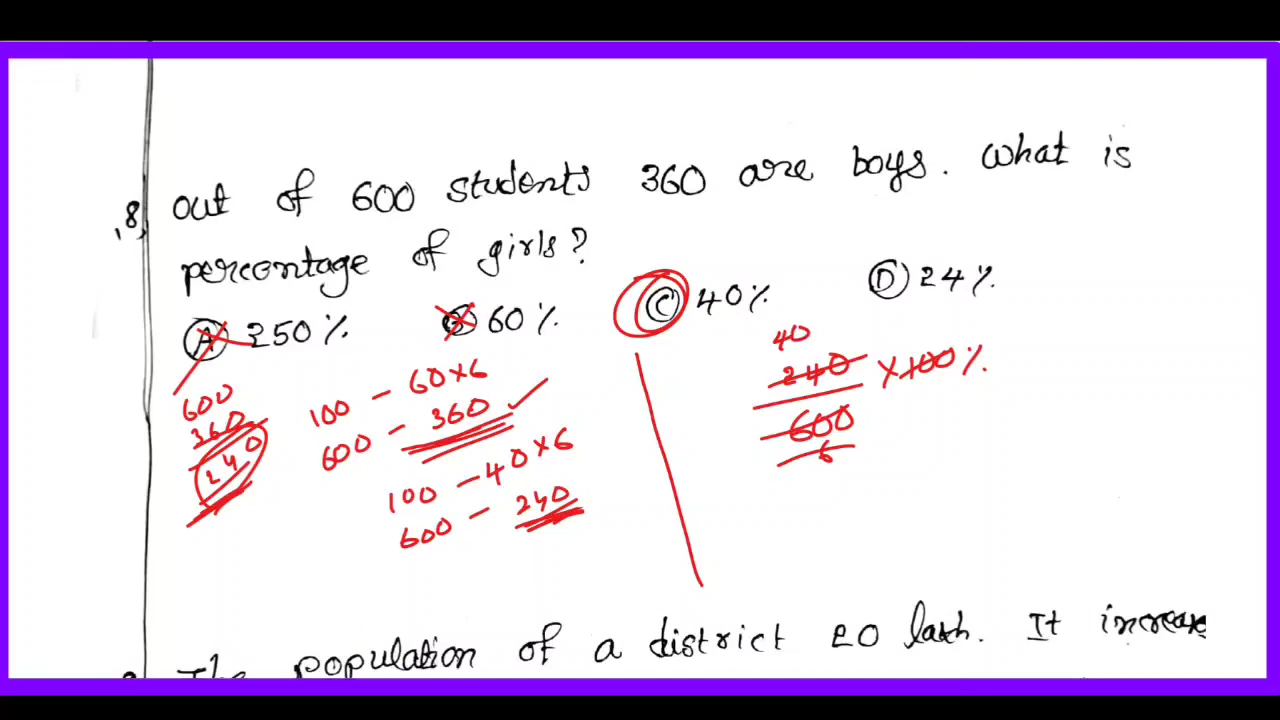 8, out of 600 students 360 are boys. What is
percentage of girls?
(A) 250% (B) 60% (C) 40% (D) 24%
600
360
240
100 - 60×6
600 - 360 ✓
100 - 40×6
600 - 240
40
240 ×100%
600
6
The population of a district 20 lakh. It increase